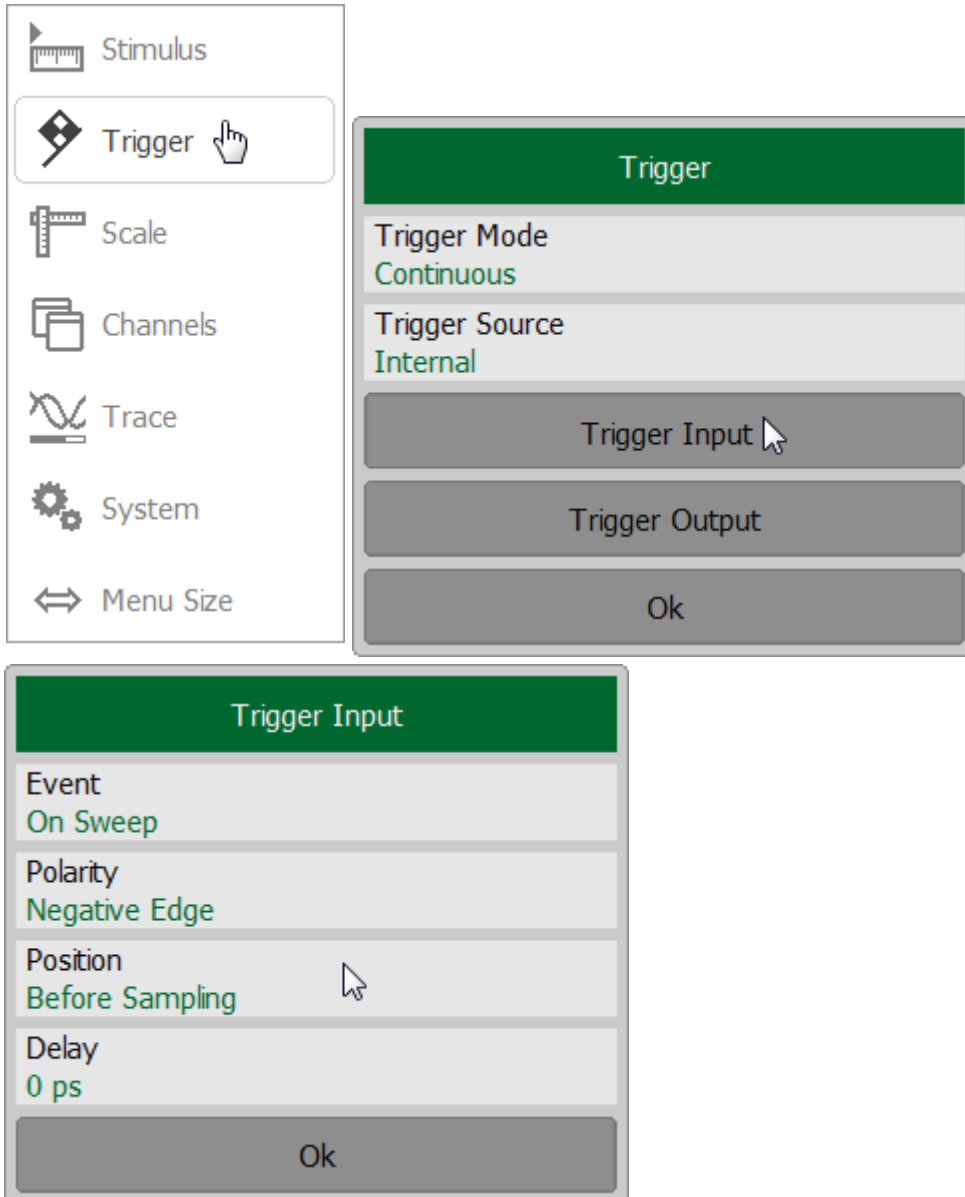 Stimulus
Trigger
Scale
Channels
Trace
System
Menu Size
Trigger
Trigger Mode
Continuous
Trigger Source
Internal
Trigger Input
Trigger Output
Ok
Trigger Input
Event
On Sweep
Polarity
Negative Edge
Position
Before Sampling
Delay
0 ps
Ok